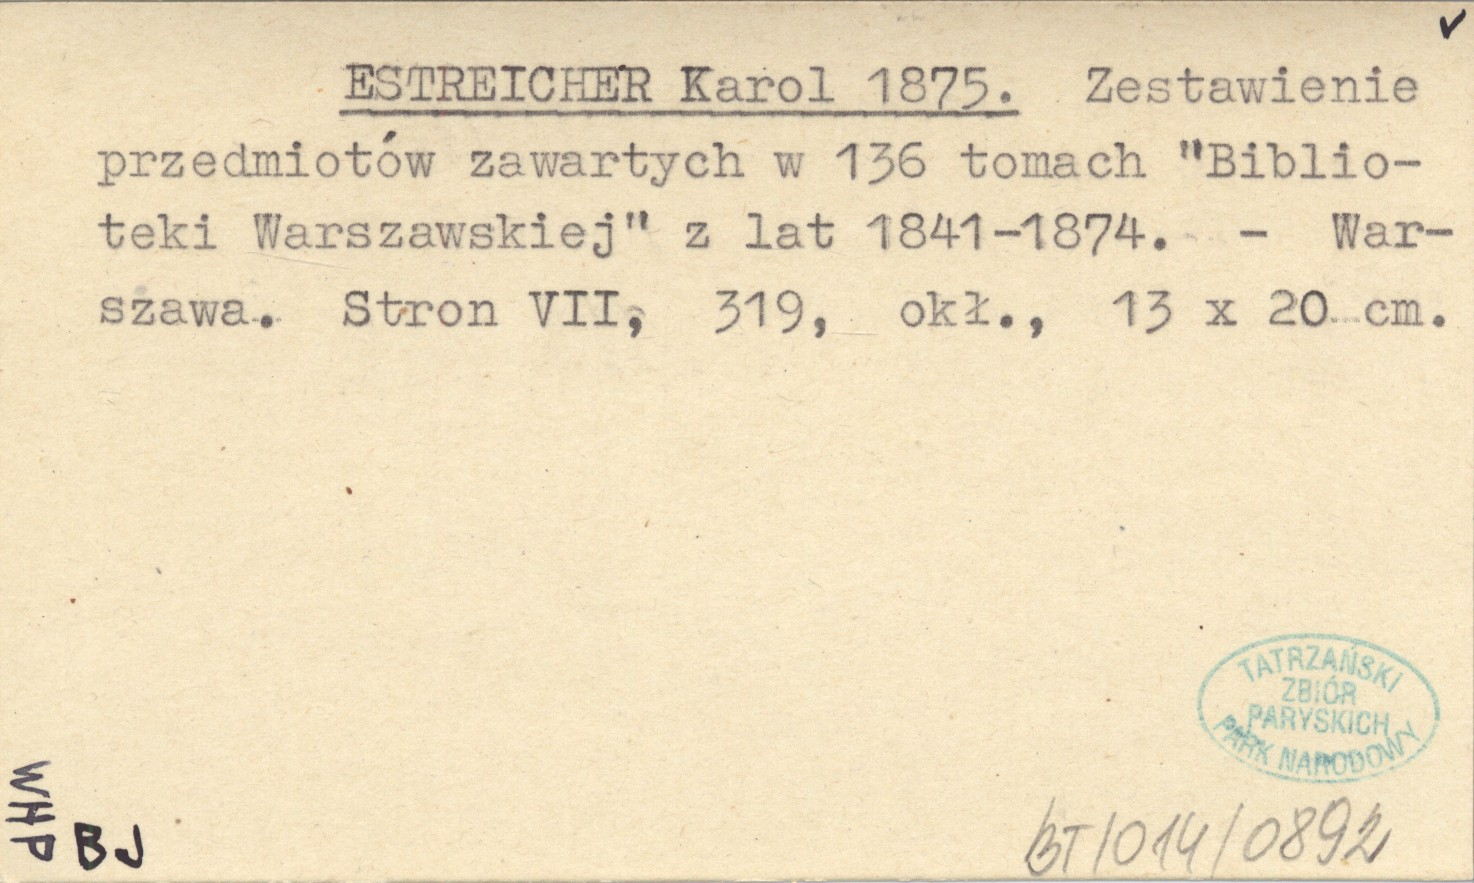 ✓
ESTREICHER Karol 1875. Zestawienie
przedmiotów zawartych w 136 tomach "Biblio-
teki Warszawskiej" z lat 1841-1874. - War-
szawa. Stron VII, 319, okł., 13 x 20 cm.
TATRZAŃSKI
ZBIÓR
PARYSKICH
PARK NARODOWY
WHP
BJ
BT/014/0892